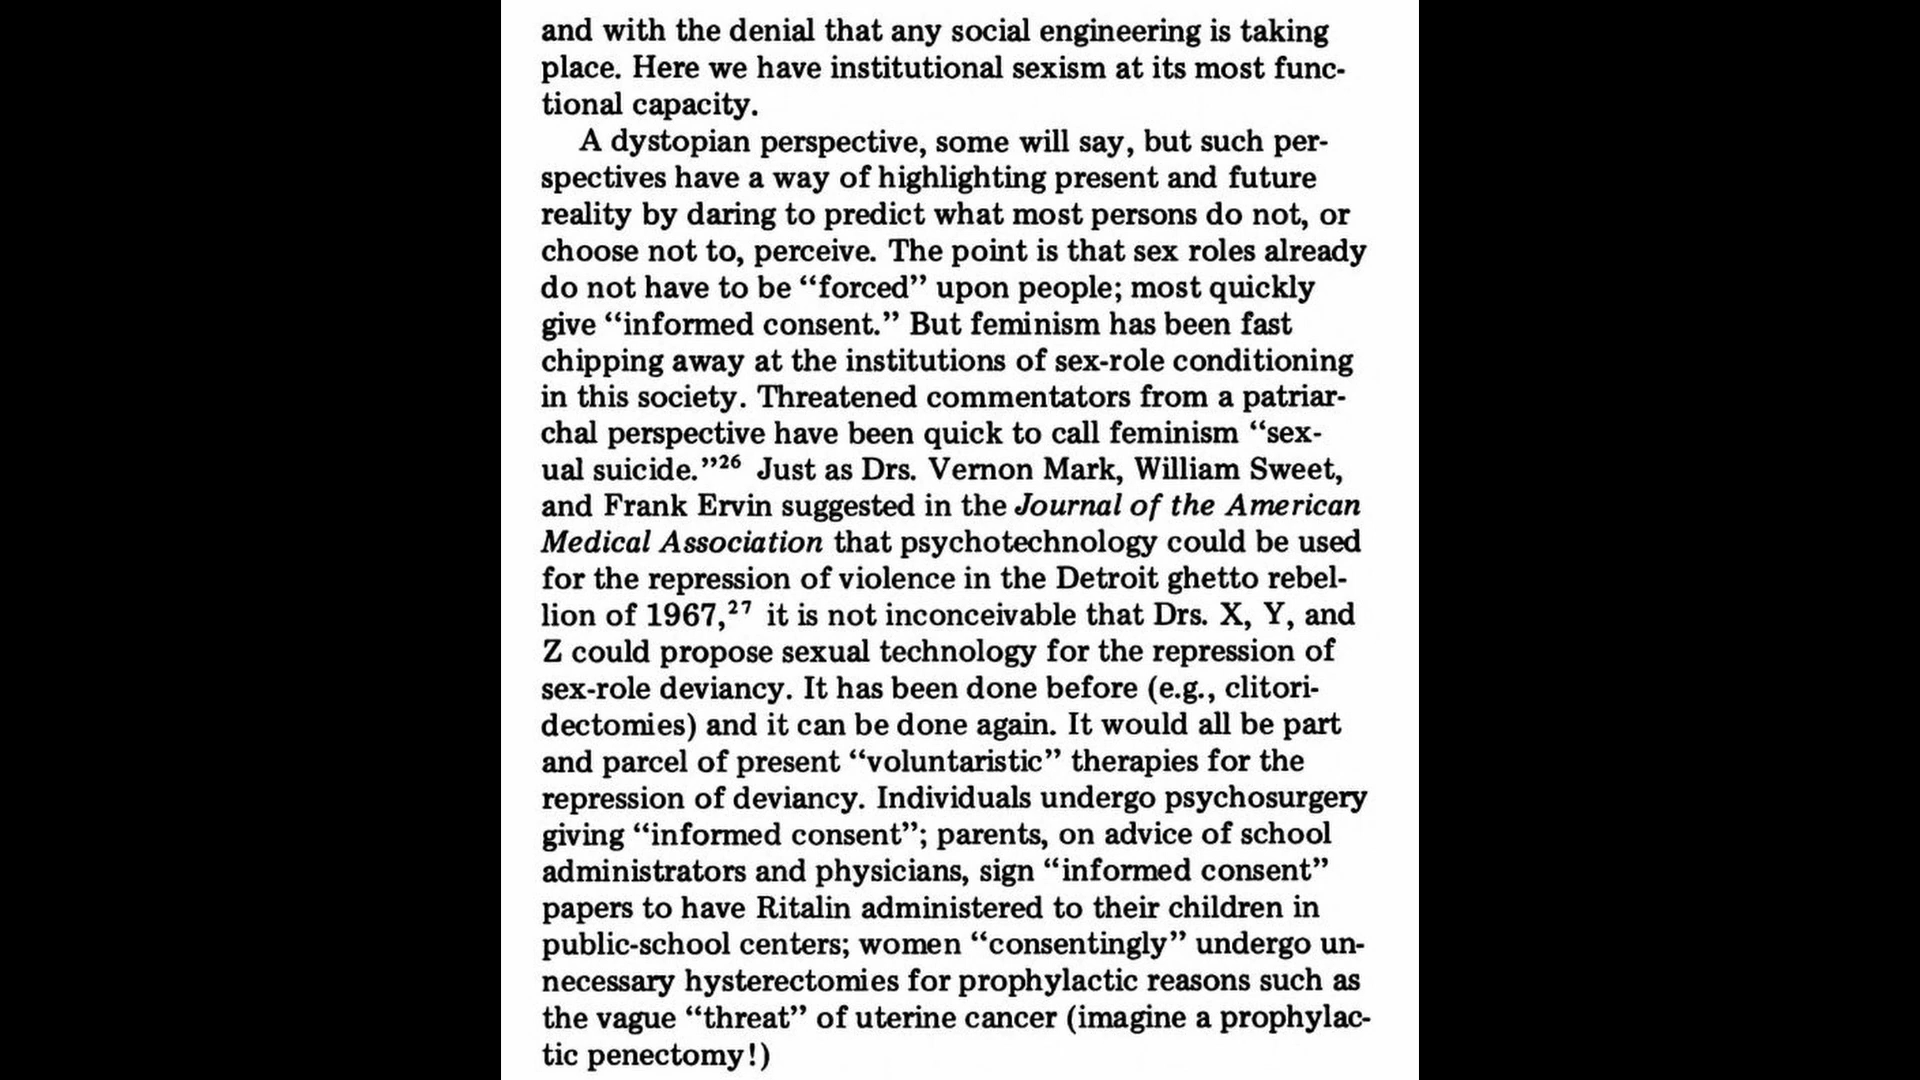 and with the denial that any social engineering is taking
place. Here we have institutional sexism at its most func-
tional capacity.
A dystopian perspective, some will say, but such per-
spectives have a way of highlighting present and future
reality by daring to predict what most persons do not, or
choose not to, perceive. The point is that sex roles already
do not have to be “forced” upon people; most quickly
give “informed consent.” But feminism has been fast
chipping away at the institutions of sex-role conditioning
in this society. Threatened commentators from a patriar-
chal perspective have been quick to call feminism “sex-
ual suicide.”²⁶ Just as Drs. Vernon Mark, William Sweet,
and Frank Ervin suggested in the Journal of the American
Medical Association that psychotechnology could be used
for the repression of violence in the Detroit ghetto rebel-
lion of 1967,²⁷ it is not inconceivable that Drs. X, Y, and
Z could propose sexual technology for the repression of
sex-role deviancy. It has been done before (e.g., clitori-
dectomies) and it can be done again. It would all be part
and parcel of present “voluntaristic” therapies for the
repression of deviancy. Individuals undergo psychosurgery
giving “informed consent”; parents, on advice of school
administrators and physicians, sign “informed consent”
papers to have Ritalin administered to their children in
public-school centers; women “consentingly” undergo un-
necessary hysterectomies for prophylactic reasons such as
the vague “threat” of uterine cancer (imagine a prophylac-
tic penectomy!)